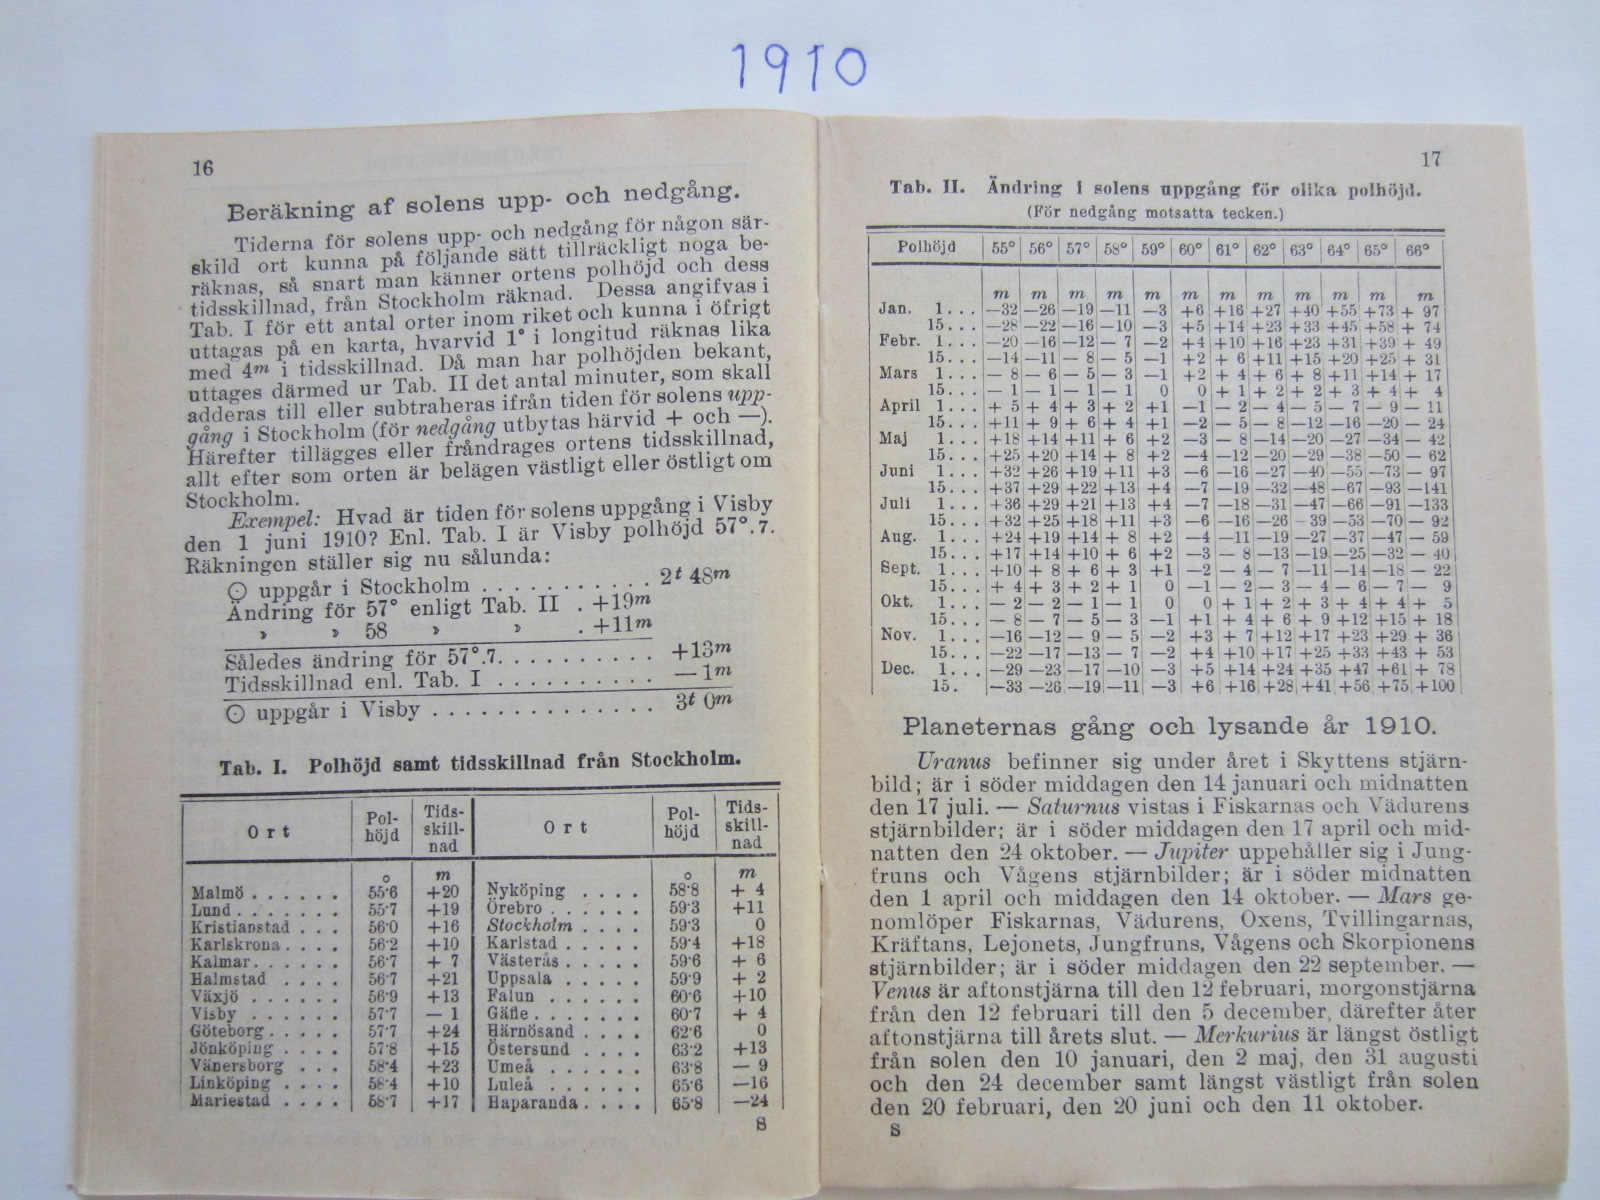 1910
16
Beräkning af solens upp- och nedgång.
Tiderna för solens upp- och nedgång för någon sär-
skild ort kunna på följande sätt tillräckligt noga be-
räknas, så snart man känner ortens polhöjd och dess
tidsskillnad, från Stockholm räknad. Dessa angifvas i
Tab. I för ett antal orter inom riket och kunna i öfrigt
uttagas på en karta, hvarvid 1° i longitud räknas lika
med 4m i tidsskillnad. Då man har polhöjden bekant,
uttages därmed ur Tab. II det antal minuter, som skall
adderas till eller subtraheras ifrån tiden för solens upp-
gång i Stockholm (för nedgång utbytas härvid + och —).
Härefter tillägges eller fråndrages ortens tidsskillnad,
allt efter som orten är belägen västligt eller östligt om
Stockholm.
Exempel: Hvad är tiden för solens uppgång i Visby
den 1 juni 1910? Enl. Tab. I är Visby polhöjd 57°.7.
Räkningen ställer sig nu sålunda:
☉ uppgår i Stockholm . . . . . . . . . . 2t 48m
Ändring för 57° enligt Tab. II . +19m
» » 58 » » . +11m
Således ändring för 57°.7. . . . . . . . . . +13m
Tidsskillnad enl. Tab. I . . . . . . . . . . — 1m
☉ uppgår i Visby . . . . . . . . . . . . . 3t 0m
Tab. I. Polhöjd samt tidsskillnad från Stockholm.
Ort Pol-höjd Tids-skill-nad Ort Pol-höjd Tids-skill-nad
o m o m
Malmö . . . . . . 55·6 +20 Nyköping . . . . 58·8 + 4
Lund . . . . . . . 55·7 +19 Örebro . . . . . . 59·3 +11
Kristianstad . . . 56·0 +16 Stockholm . . . . 59·3 0
Karlskrona . . . . 56·2 +10 Karlstad . . . . . 59·4 +18
Kalmar . . . . . . 56·7 + 7 Västerås . . . . . 59·6 + 6
Halmstad . . . . 56·7 +21 Uppsala . . . . . 59·9 + 2
Växjö . . . . . . 56·9 +13 Falun . . . . . . 60·6 +10
Visby . . . . . . 57·7 — 1 Gäfle . . . . . . . 60·7 + 4
Göteborg . . . . . 57·7 +24 Härnösand . . . . 62·6 0
Jönköping . . . . 57·8 +15 Östersund . . . . 63·2 +13
Vänersborg . . . 58·4 +23 Umeå . . . . . . 63·8 — 9
Linköping . . . . 58·4 +10 Luleå . . . . . . 65·6 —16
Mariestad . . . . 58·7 +17 Haparanda . . . . 65·8 —24
S
17
Tab. II. Ändring i solens uppgång för olika polhöjd.
(För nedgång motsatta tecken.)
Polhöjd 55° 56° 57° 58° 59° 60° 61° 62° 63° 64° 65° 66°
m m m m m m m m m m m m
Jan. 1 . . . —32 —26 —19 —11 —3 +6 +16 +27 +40 +55 +73 + 97
15 . . . —28 —22 —16 —10 —3 +5 +14 +23 +33 +45 +58 + 74
Febr. 1 . . . —20 —16 —12 — 7 —2 +4 +10 +16 +23 +31 +39 + 49
15 . . . —14 —11 — 8 — 5 —1 +2 + 6 +11 +15 +20 +25 + 31
Mars 1 . . . — 8 — 6 — 5 — 3 —1 +2 + 4 + 6 + 8 +11 +14 + 17
15 . . . — 1 — 1 — 1 — 1 0 0 + 1 + 2 + 2 + 3 + 4 + 4
April 1 . . . + 5 + 4 + 3 + 2 +1 —1 — 2 — 4 — 5 — 7 — 9 — 11
15 . . . +11 + 9 + 6 + 4 +1 —2 — 5 — 8 —12 —16 —20 — 24
Maj 1 . . . +18 +14 +11 + 6 +2 —3 — 8 —14 —20 —27 —34 — 42
15 . . . +25 +20 +14 + 8 +2 —4 —12 —20 —29 —38 —50 — 62
Juni 1 . . . +32 +26 +19 +11 +3 —6 —16 —27 —40 —55 —73 — 97
15 . . . +37 +29 +22 +13 +4 —7 —19 —32 —48 —67 —93 —141
Juli 1 . . . +36 +29 +21 +13 +4 —7 —18 —31 —47 —66 —91 —133
15 . . . +32 +25 +18 +11 +3 —6 —16 —26 —39 —53 —70 — 92
Aug. 1 . . . +24 +19 +14 + 8 +2 —4 —11 —19 —27 —37 —47 — 59
15 . . . +17 +14 +10 + 6 +2 —3 — 8 —13 —19 —25 —32 — 40
Sept. 1 . . . +10 + 8 + 6 + 3 +1 —2 — 4 — 7 —11 —14 —18 — 22
15 . . . + 4 + 3 + 2 + 1 0 —1 — 2 — 3 — 4 — 6 — 7 — 9
Okt. 1 . . . — 2 — 2 — 1 — 1 0 0 + 1 + 2 + 3 + 4 + 4 + 5
15 . . . — 8 — 7 — 5 — 3 —1 +1 + 4 + 6 + 9 +12 +15 + 18
Nov. 1 . . . —16 —12 — 9 — 5 —2 +3 + 7 +12 +17 +23 +29 + 36
15 . . . —22 —17 —13 — 7 —2 +4 +10 +17 +25 +33 +43 + 53
Dec. 1 . . . —29 —23 —17 —10 —3 +5 +14 +24 +35 +47 +61 + 78
15. —33 —26 —19 —11 —3 +6 +16 +28 +41 +56 +75 +100
Planeternas gång och lysande år 1910.
Uranus befinner sig under året i Skyttens stjärn-
bild; är i söder middagen den 14 januari och midnatten
den 17 juli. — Saturnus vistas i Fiskarnas och Vädurens
stjärnbilder; är i söder middagen den 17 april och mid-
natten den 24 oktober. — Jupiter uppehåller sig i Jung-
fruns och Vågens stjärnbilder; är i söder midnatten
den 1 april och middagen den 14 oktober. — Mars ge-
nomlöper Fiskarnas, Vädurens, Oxens, Tvillingarnas,
Kräftans, Lejonets, Jungfruns, Vågens och Skorpionens
stjärnbilder; är i söder middagen den 22 september. —
Venus är aftonstjärna till den 12 februari, morgonstjärna
från den 12 februari till den 5 december, därefter åter
aftonstjärna till årets slut. — Merkurius är längst östligt
från solen den 10 januari, den 2 maj, den 31 augusti
och den 24 december samt längst västligt från solen
den 20 februari, den 20 juni och den 11 oktober.
S